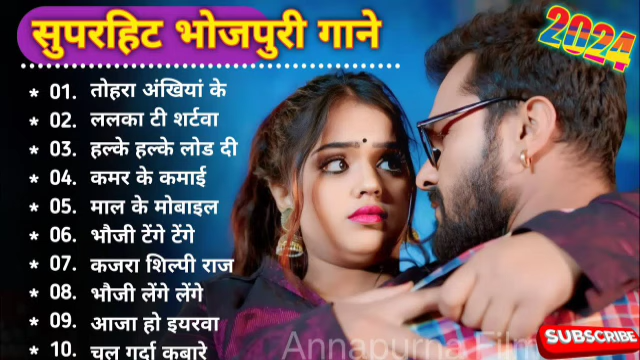 सुपरहिट भोजपुरी गाने
2024
* 01. तोहरा अंखियां के
* 02. ललका टी शर्टवा
* 03. हल्के हल्के लोड दी
* 04. कमर के कमाई
* 05. माल के मोबाइल
* 06. भौजी टेंगे टेंगे
* 07. कजरा शिल्पी राज
* 08. भौजी लेंगे लेंगे
* 09. आजा हो इयरवा
* 10. चल गर्दा कबारे
Annapurna Film
SUBSCRIBE